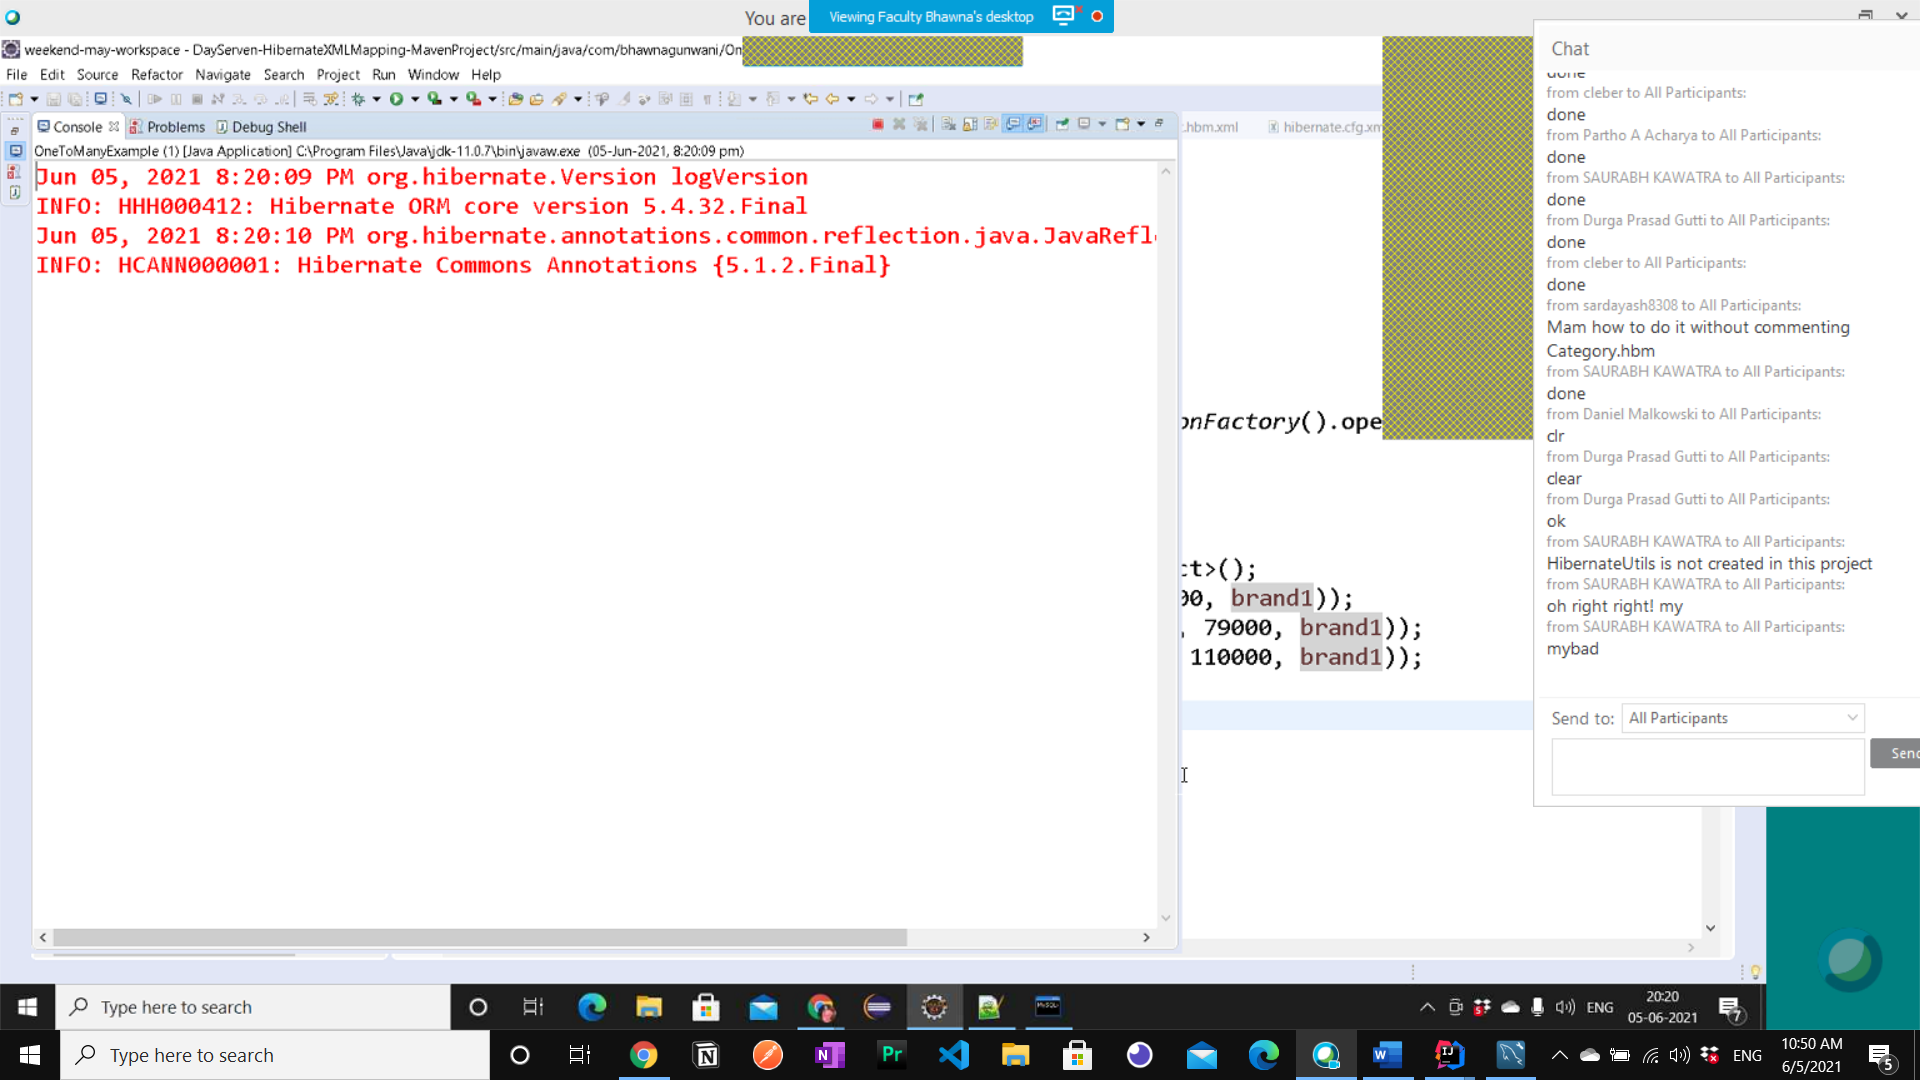 You are
Viewing Faculty Bhawna's desktop
weekend-may-workspace - DayServen-HibernateXMLMapping-MavenProject/src/main/java/com/bhawnagunwani/On
File Edit Source Refactor Navigate Search Project Run Window Help
Console Problems Debug Shell
OneToManyExample (1) [Java Application] C:\Program Files\Java\jdk-11.0.7\bin\javaw.exe (05-Jun-2021, 8:20:09 pm)
Jun 05, 2021 8:20:09 PM org.hibernate.Version logVersion
INFO: HHH000412: Hibernate ORM core version 5.4.32.Final
Jun 05, 2021 8:20:10 PM org.hibernate.annotations.common.reflection.java.JavaRefl
INFO: HCANN000001: Hibernate Commons Annotations {5.1.2.Final}
.hbm.xml hibernate.cfg.xm
onFactory().ope
ct>();
00, brand1));
, 79000, brand1));
110000, brand1));
Chat
done
from cleber to All Participants:
done
from Partho A Acharya to All Participants:
done
from SAURABH KAWATRA to All Participants:
done
from Durga Prasad Gutti to All Participants:
done
from cleber to All Participants:
done
from sardayash8308 to All Participants:
Mam how to do it without commenting
Category.hbm
from SAURABH KAWATRA to All Participants:
done
from Daniel Malkowski to All Participants:
clr
from Durga Prasad Gutti to All Participants:
clear
from Durga Prasad Gutti to All Participants:
ok
from SAURABH KAWATRA to All Participants:
HibernateUtils is not created in this project
from SAURABH KAWATRA to All Participants:
oh right right! my
from SAURABH KAWATRA to All Participants:
mybad
Send to: All Participants
Send
Type here to search
ENG
20:20
05-06-2021
7
Type here to search
ENG
10:50 AM
6/5/2021
5